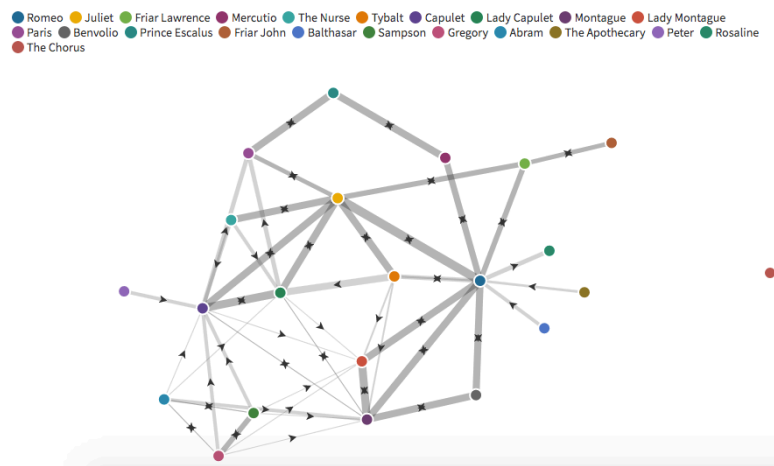 Romeo Juliet Friar Lawrence Mercutio The Nurse Tybalt Capulet Lady Capulet Montague Lady Montague
Paris Benvolio Prince Escalus Friar John Balthasar Sampson Gregory Abram The Apothecary Peter Rosaline
The Chorus